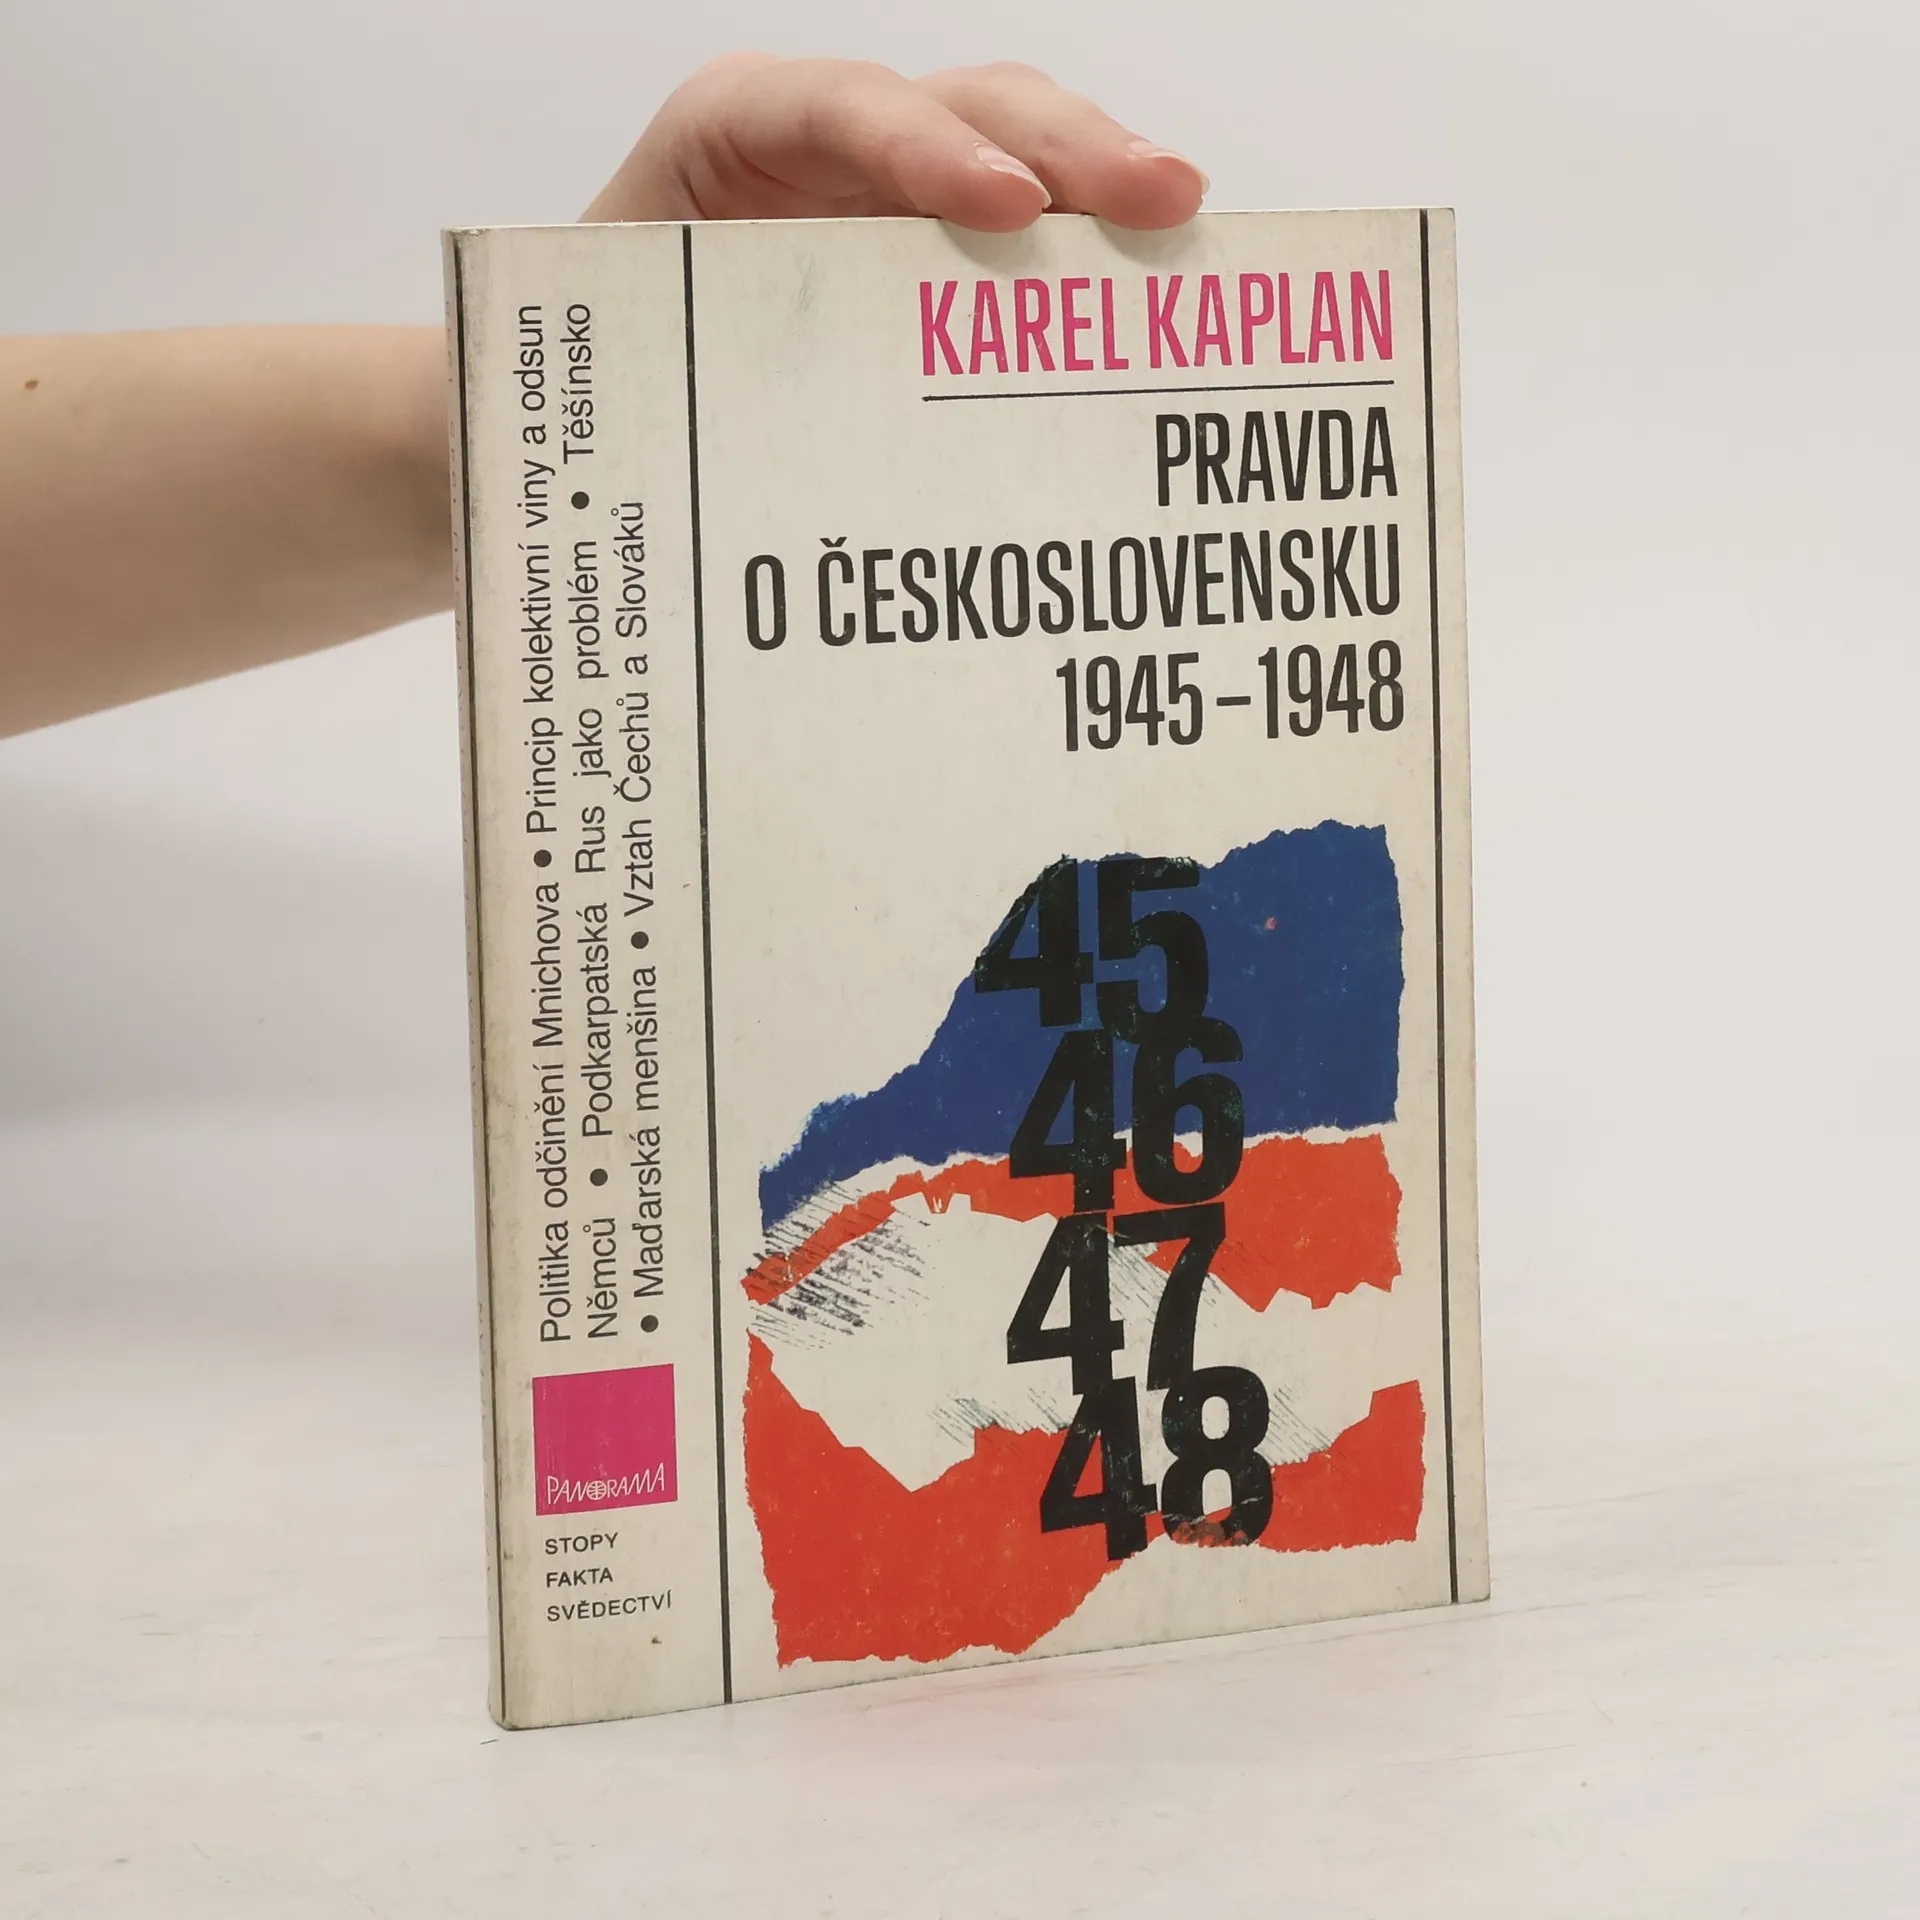 KAREL KAPLAN
PRAVDA
O ČESKOSLOVENSKU
1945–1948
45
46
47
48
Politika odčinění Mnichova ● Princip kolektivní viny a odsun
Němců ● Podkarpatská Rus jako problém ● Těšínsko
● Maďarská menšina ● Vztah Čechů a Slováků
PANORAMA
STOPY
FAKTA
SVĚDECTVÍ